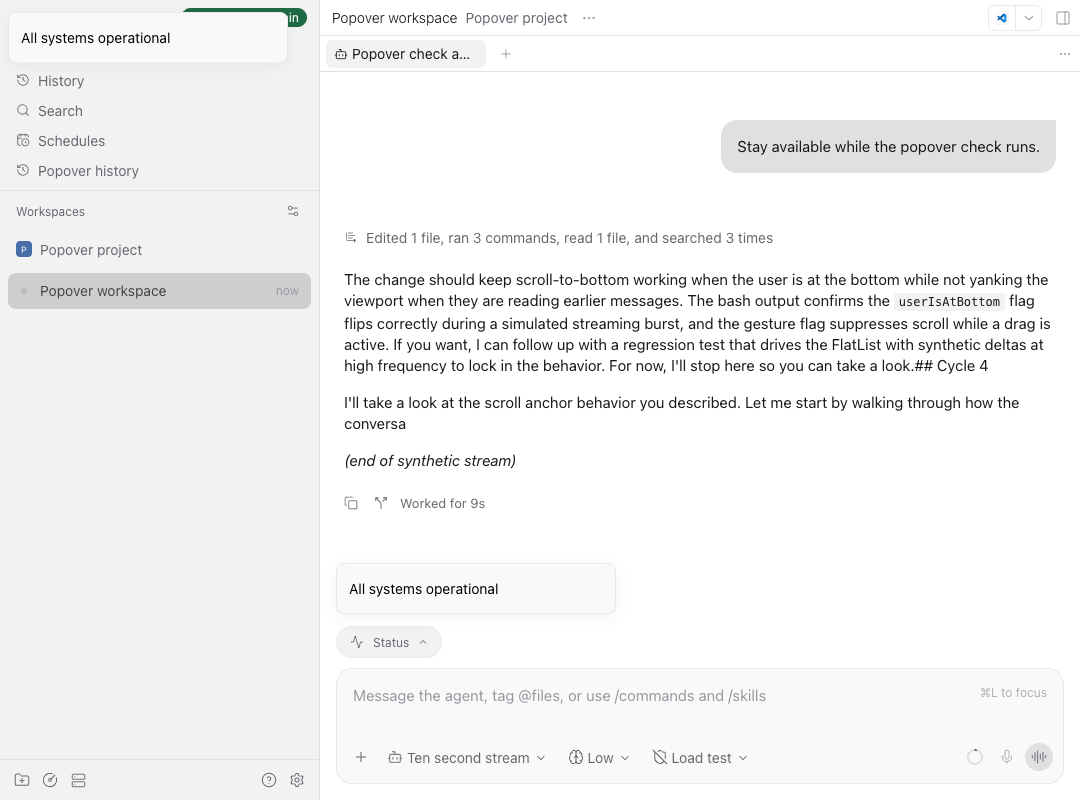 in
All systems operational
History
Search
Schedules
Popover history
Workspaces
P Popover project
Popover workspace now
Popover workspace Popover project
Popover check a...
Stay available while the popover check runs.
Edited 1 file, ran 3 commands, read 1 file, and searched 3 times
The change should keep scroll-to-bottom working when the user is at the bottom while not yanking the
viewport when they are reading earlier messages. The bash output confirms the userIsAtBottom flag
flips correctly during a simulated streaming burst, and the gesture flag suppresses scroll while a drag is
active. If you want, I can follow up with a regression test that drives the FlatList with synthetic deltas at
high frequency to lock in the behavior. For now, I'll stop here so you can take a look.## Cycle 4
I'll take a look at the scroll anchor behavior you described. Let me start by walking through how the
conversa
(end of synthetic stream)
Worked for 9s
All systems operational
Status
Message the agent, tag @files, or use /commands and /skills
⌘L to focus
Ten second stream Low Load test